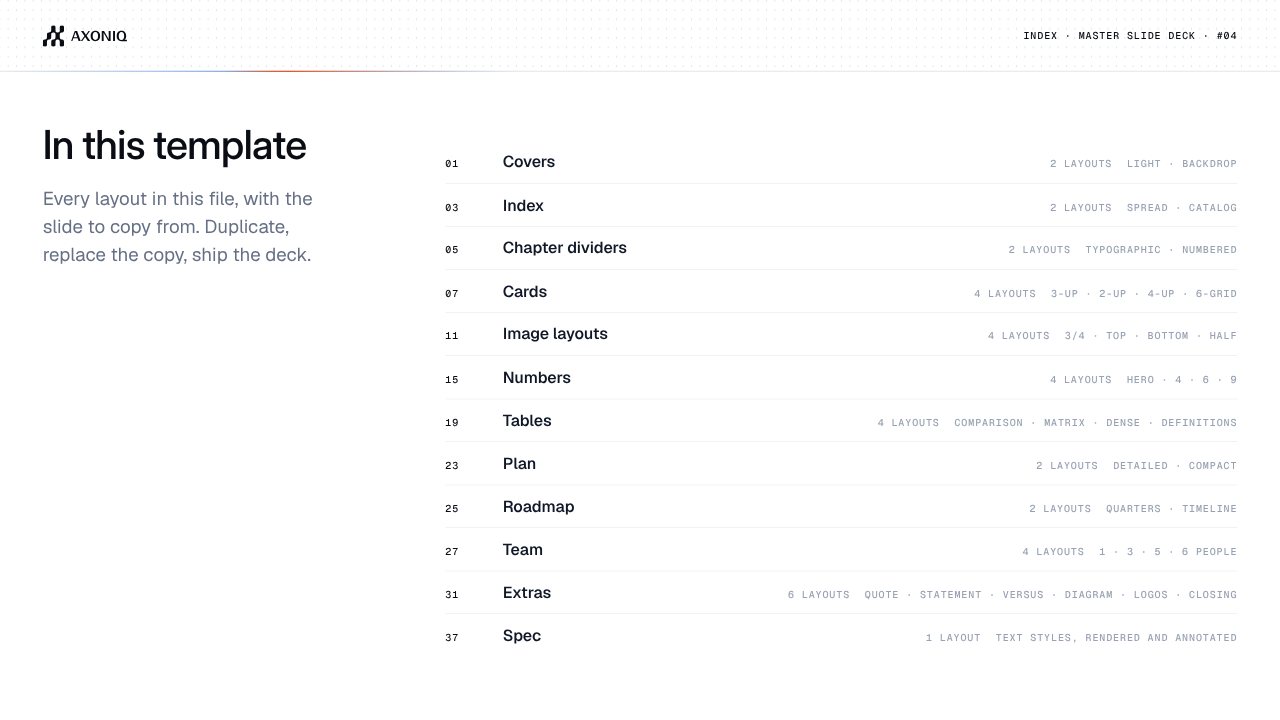 AXONIQ
INDEX · MASTER SLIDE DECK · #04
In this template
Every layout in this file, with the
slide to copy from. Duplicate,
replace the copy, ship the deck.
01 Covers 2 LAYOUTS LIGHT · BACKDROP
03 Index 2 LAYOUTS SPREAD · CATALOG
05 Chapter dividers 2 LAYOUTS TYPOGRAPHIC · NUMBERED
07 Cards 4 LAYOUTS 3-UP · 2-UP · 4-UP · 6-GRID
11 Image layouts 4 LAYOUTS 3/4 · TOP · BOTTOM · HALF
15 Numbers 4 LAYOUTS HERO · 4 · 6 · 9
19 Tables 4 LAYOUTS COMPARISON · MATRIX · DENSE · DEFINITIONS
23 Plan 2 LAYOUTS DETAILED · COMPACT
25 Roadmap 2 LAYOUTS QUARTERS · TIMELINE
27 Team 4 LAYOUTS 1 · 3 · 5 · 6 PEOPLE
31 Extras 6 LAYOUTS QUOTE · STATEMENT · VERSUS · DIAGRAM · LOGOS · CLOSING
37 Spec 1 LAYOUT TEXT STYLES, RENDERED AND ANNOTATED